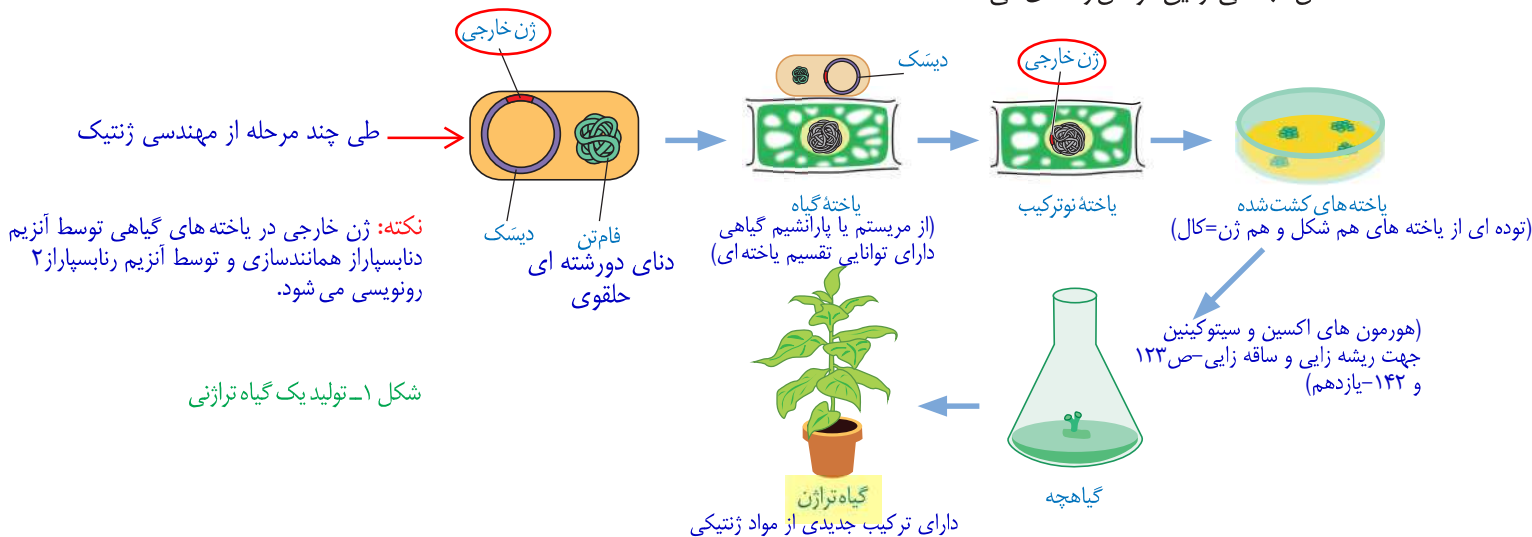 ژن خارجی
دیسَک
ژن خارجی
طی چند مرحله از مهندسی ژنتیک
دیسَک
فام‌تن
دنای دورشته ای
حلقوی
یاختهٔ گیاه
(از مریستم یا پارانشیم گیاهی
دارای توانایی تقسیم یاخته‌ای)
یاختهٔ نوترکیب
یاخته‌های کشت‌شده
(توده ای از یاخته های هم شکل و هم ژن=کال)
نکته: ژن خارجی در یاخته های گیاهی توسط آنزیم
دنابسپاراز همانندسازی و توسط آنزیم رنابسپاراز۲
رونویسی می شود.
(هورمون های اکسین و سیتوکینین
جهت ریشه زایی و ساقه زایی-ص۱۲۳
و ۱۴۲-یازدهم)
شکل ۱ــ تولید یک گیاه تراژنی
گیاهچه
گیاه تراژن
دارای ترکیب جدیدی از مواد ژنتیکی